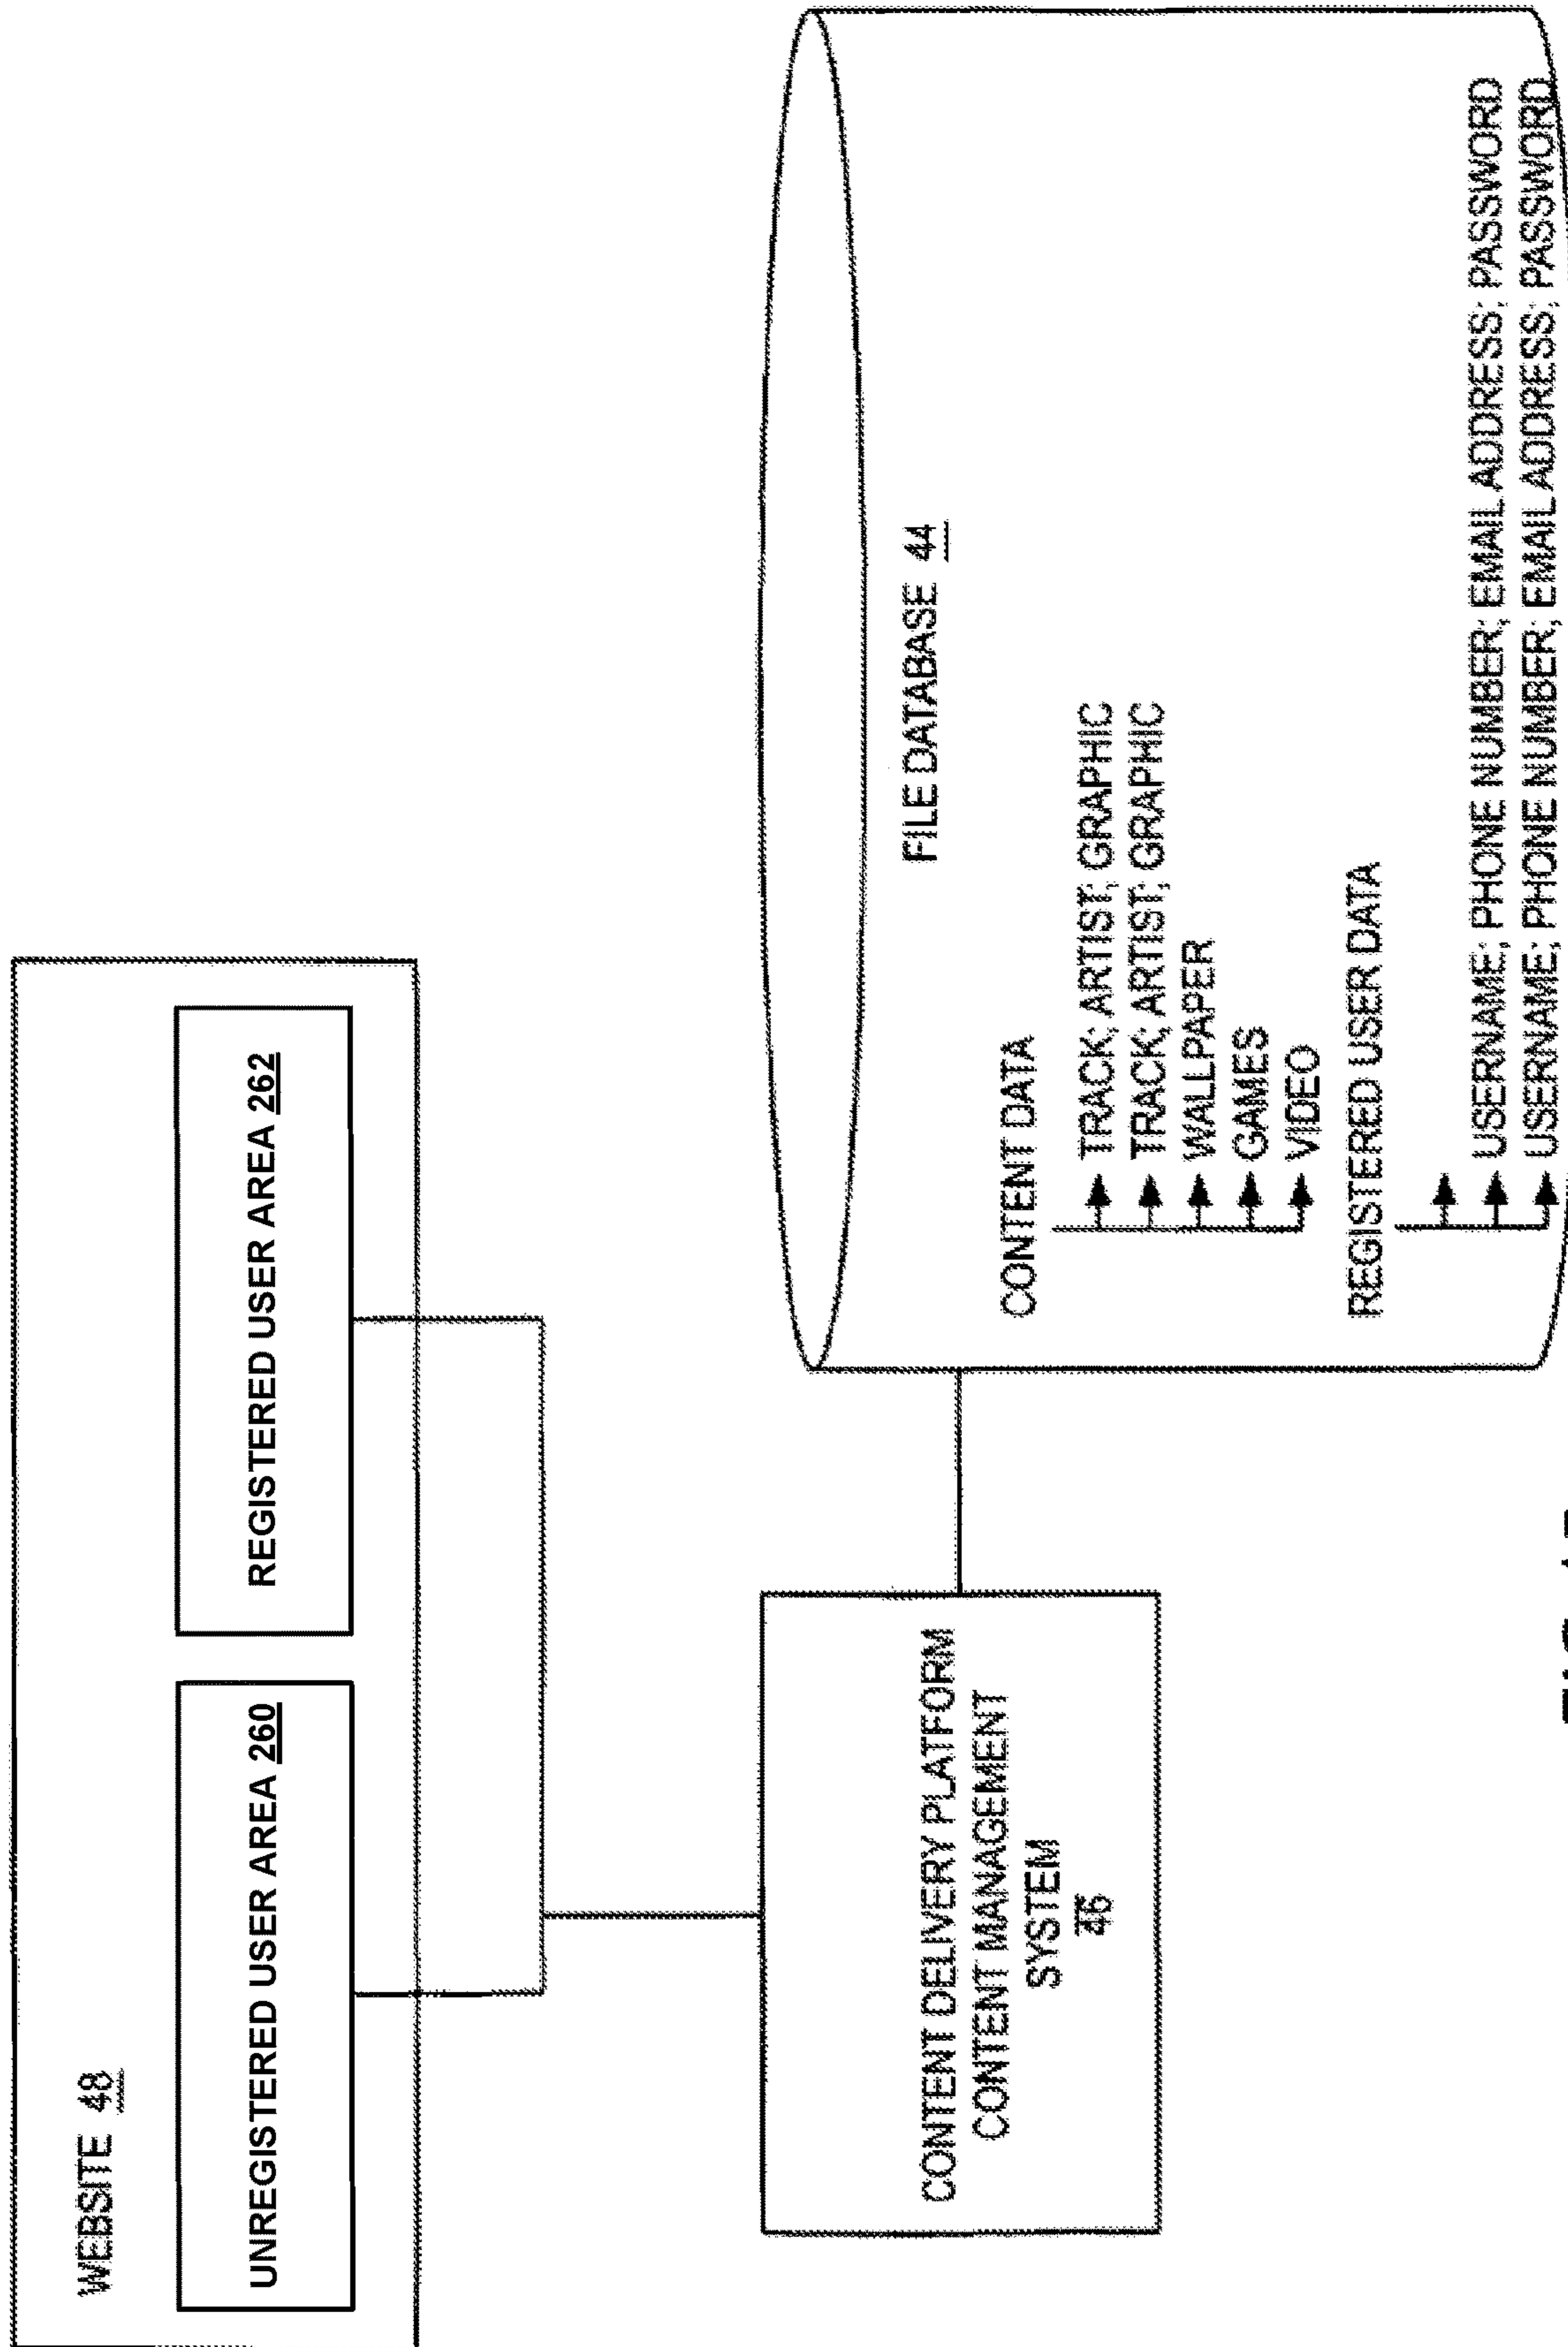 WEBSITE 48
UNREGISTERED USER AREA 260
REGISTERED USER AREA 262
CONTENT DELIVERY PLATFORM
CONTENT MANAGEMENT
SYSTEM
46
FILE DATABASE 44
CONTENT DATA
TRACK; ARTIST; GRAPHIC
TRACK; ARTIST; GRAPHIC
WALLPAPER
GAMES
VIDEO
REGISTERED USER DATA
USERNAME; PHONE NUMBER; EMAIL ADDRESS; PASSWORD
USERNAME; PHONE NUMBER; EMAIL ADDRESS; PASSWORD